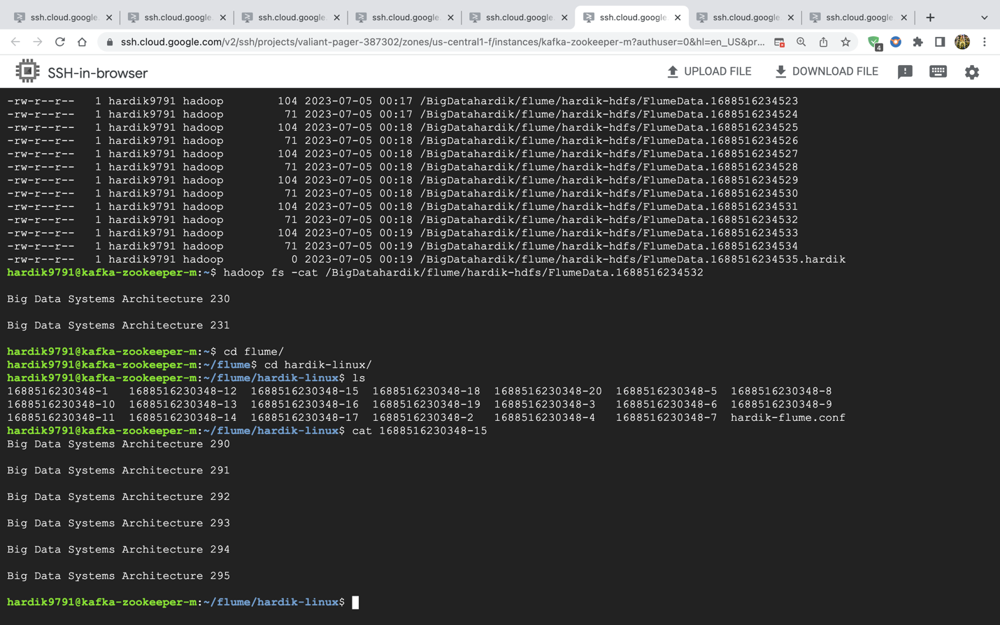 ssh.cloud.google. ssh.cloud.google. ssh.cloud.google. ssh.cloud.google. ssh.cloud.google. ssh.cloud.google. ssh.cloud.google. ssh.cloud.google.
ssh.cloud.google.com/v2/ssh/projects/valiant-pager-387302/zones/us-central1-f/instances/kafka-zookeeper-m?authuser=0&hl=en_US&pr... 4
SSH-in-browser UPLOAD FILE DOWNLOAD FILE
-rw-r--r--   1 hardik9791 hadoop        104 2023-07-05 00:17 /BigDatahardik/flume/hardik-hdfs/FlumeData.1688516234523
-rw-r--r--   1 hardik9791 hadoop         71 2023-07-05 00:17 /BigDatahardik/flume/hardik-hdfs/FlumeData.1688516234524
-rw-r--r--   1 hardik9791 hadoop        104 2023-07-05 00:18 /BigDatahardik/flume/hardik-hdfs/FlumeData.1688516234525
-rw-r--r--   1 hardik9791 hadoop         71 2023-07-05 00:18 /BigDatahardik/flume/hardik-hdfs/FlumeData.1688516234526
-rw-r--r--   1 hardik9791 hadoop        104 2023-07-05 00:18 /BigDatahardik/flume/hardik-hdfs/FlumeData.1688516234527
-rw-r--r--   1 hardik9791 hadoop         71 2023-07-05 00:18 /BigDatahardik/flume/hardik-hdfs/FlumeData.1688516234528
-rw-r--r--   1 hardik9791 hadoop        104 2023-07-05 00:18 /BigDatahardik/flume/hardik-hdfs/FlumeData.1688516234529
-rw-r--r--   1 hardik9791 hadoop         71 2023-07-05 00:18 /BigDatahardik/flume/hardik-hdfs/FlumeData.1688516234530
-rw-r--r--   1 hardik9791 hadoop        104 2023-07-05 00:18 /BigDatahardik/flume/hardik-hdfs/FlumeData.1688516234531
-rw-r--r--   1 hardik9791 hadoop         71 2023-07-05 00:18 /BigDatahardik/flume/hardik-hdfs/FlumeData.1688516234532
-rw-r--r--   1 hardik9791 hadoop        104 2023-07-05 00:19 /BigDatahardik/flume/hardik-hdfs/FlumeData.1688516234533
-rw-r--r--   1 hardik9791 hadoop         71 2023-07-05 00:19 /BigDatahardik/flume/hardik-hdfs/FlumeData.1688516234534
-rw-r--r--   1 hardik9791 hadoop          0 2023-07-05 00:19 /BigDatahardik/flume/hardik-hdfs/FlumeData.1688516234535.hardik
hardik9791@kafka-zookeeper-m:~$ hadoop fs -cat /BigDatahardik/flume/hardik-hdfs/FlumeData.1688516234532
Big Data Systems Architecture 230
Big Data Systems Architecture 231
hardik9791@kafka-zookeeper-m:~$ cd flume/
hardik9791@kafka-zookeeper-m:~/flume$ cd hardik-linux/
hardik9791@kafka-zookeeper-m:~/flume/hardik-linux$ ls
1688516230348-1   1688516230348-12  1688516230348-15  1688516230348-18  1688516230348-20  1688516230348-5  1688516230348-8
1688516230348-10  1688516230348-13  1688516230348-16  1688516230348-19  1688516230348-3   1688516230348-6  1688516230348-9
1688516230348-11  1688516230348-14  1688516230348-17  1688516230348-2   1688516230348-4   1688516230348-7  hardik-flume.conf
hardik9791@kafka-zookeeper-m:~/flume/hardik-linux$ cat 1688516230348-15
Big Data Systems Architecture 290
Big Data Systems Architecture 291
Big Data Systems Architecture 292
Big Data Systems Architecture 293
Big Data Systems Architecture 294
Big Data Systems Architecture 295
hardik9791@kafka-zookeeper-m:~/flume/hardik-linux$